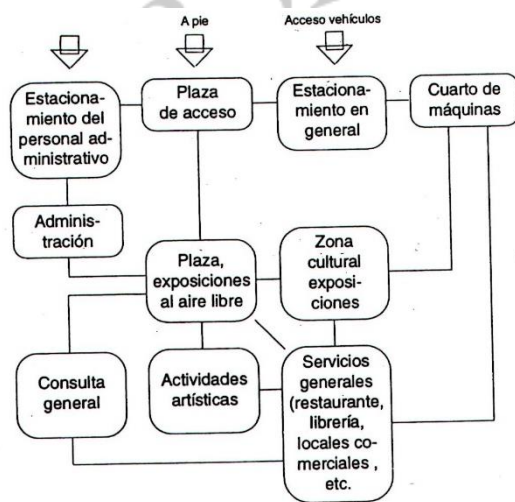 A pie
Acceso vehículos
Estaciona-
miento del
personal ad-
ministrativo
Plaza
de acceso
Estaciona-
miento en
general
Cuarto de
máquinas
Adminis-
tración
Plaza,
exposiciones
al aire libre
Zona
cultural
exposi-
ciones
Consulta
general
Actividades
artísticas
Servicios
generales
(restaurante,
librería,
locales co-
merciales ,
etc.